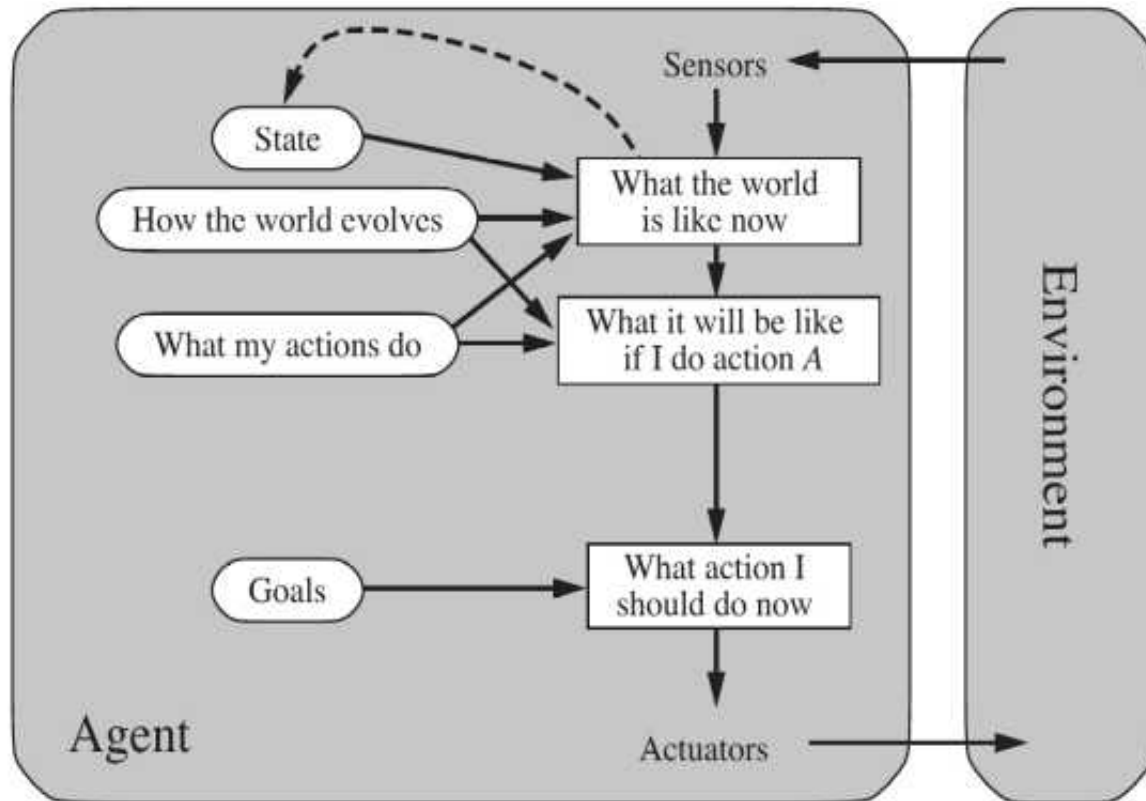 Sensors
State
What the world
is like now
How the world evolves
What it will be like
if I do action A
What my actions do
Environment
What action I
should do now
Goals
Agent
Actuators